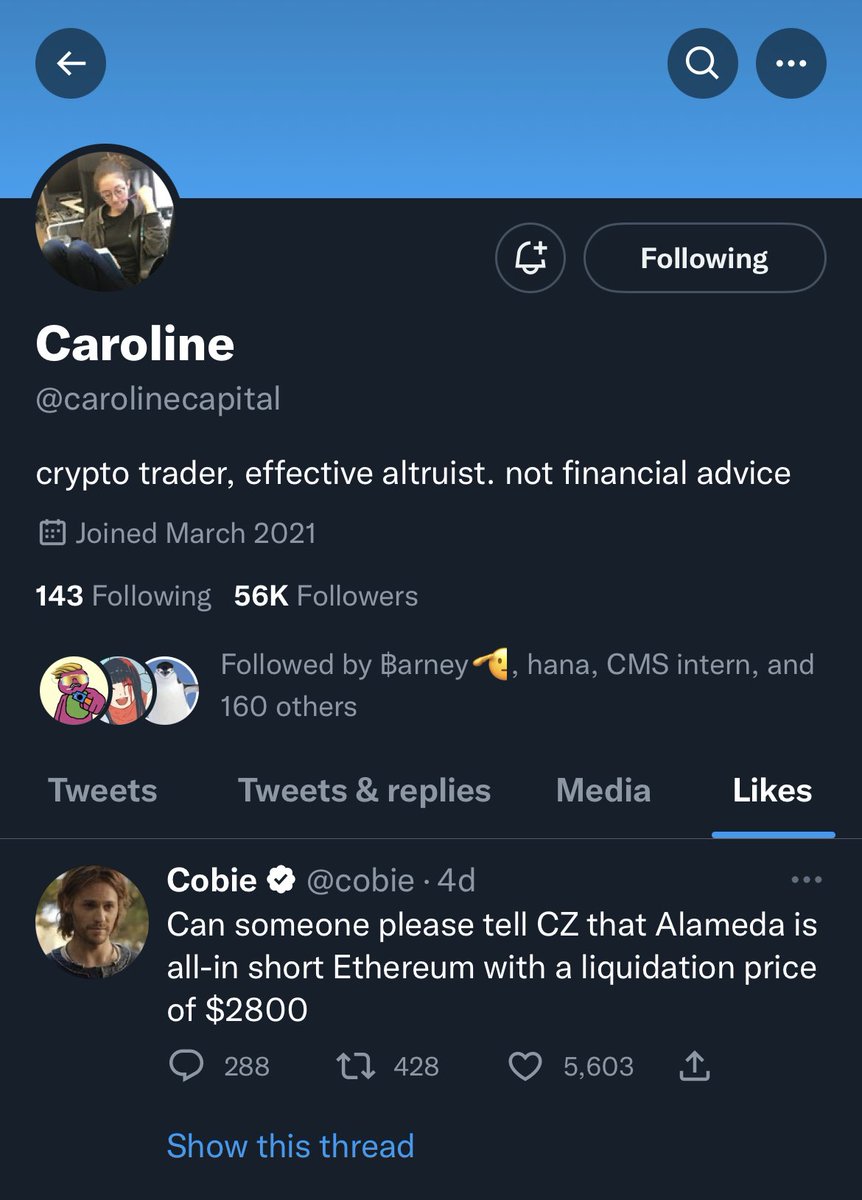 Following
Caroline
@carolinecapital
crypto trader, effective altruist. not financial advice
Joined March 2021
143 Following 56K Followers
Followed by ฿arney🫡, hana, CMS intern, and
160 others
Tweets Tweets & replies Media Likes
Cobie @cobie · 4d
Can someone please tell CZ that Alameda is
all-in short Ethereum with a liquidation price
of $2800
288 428 5,603
Show this thread